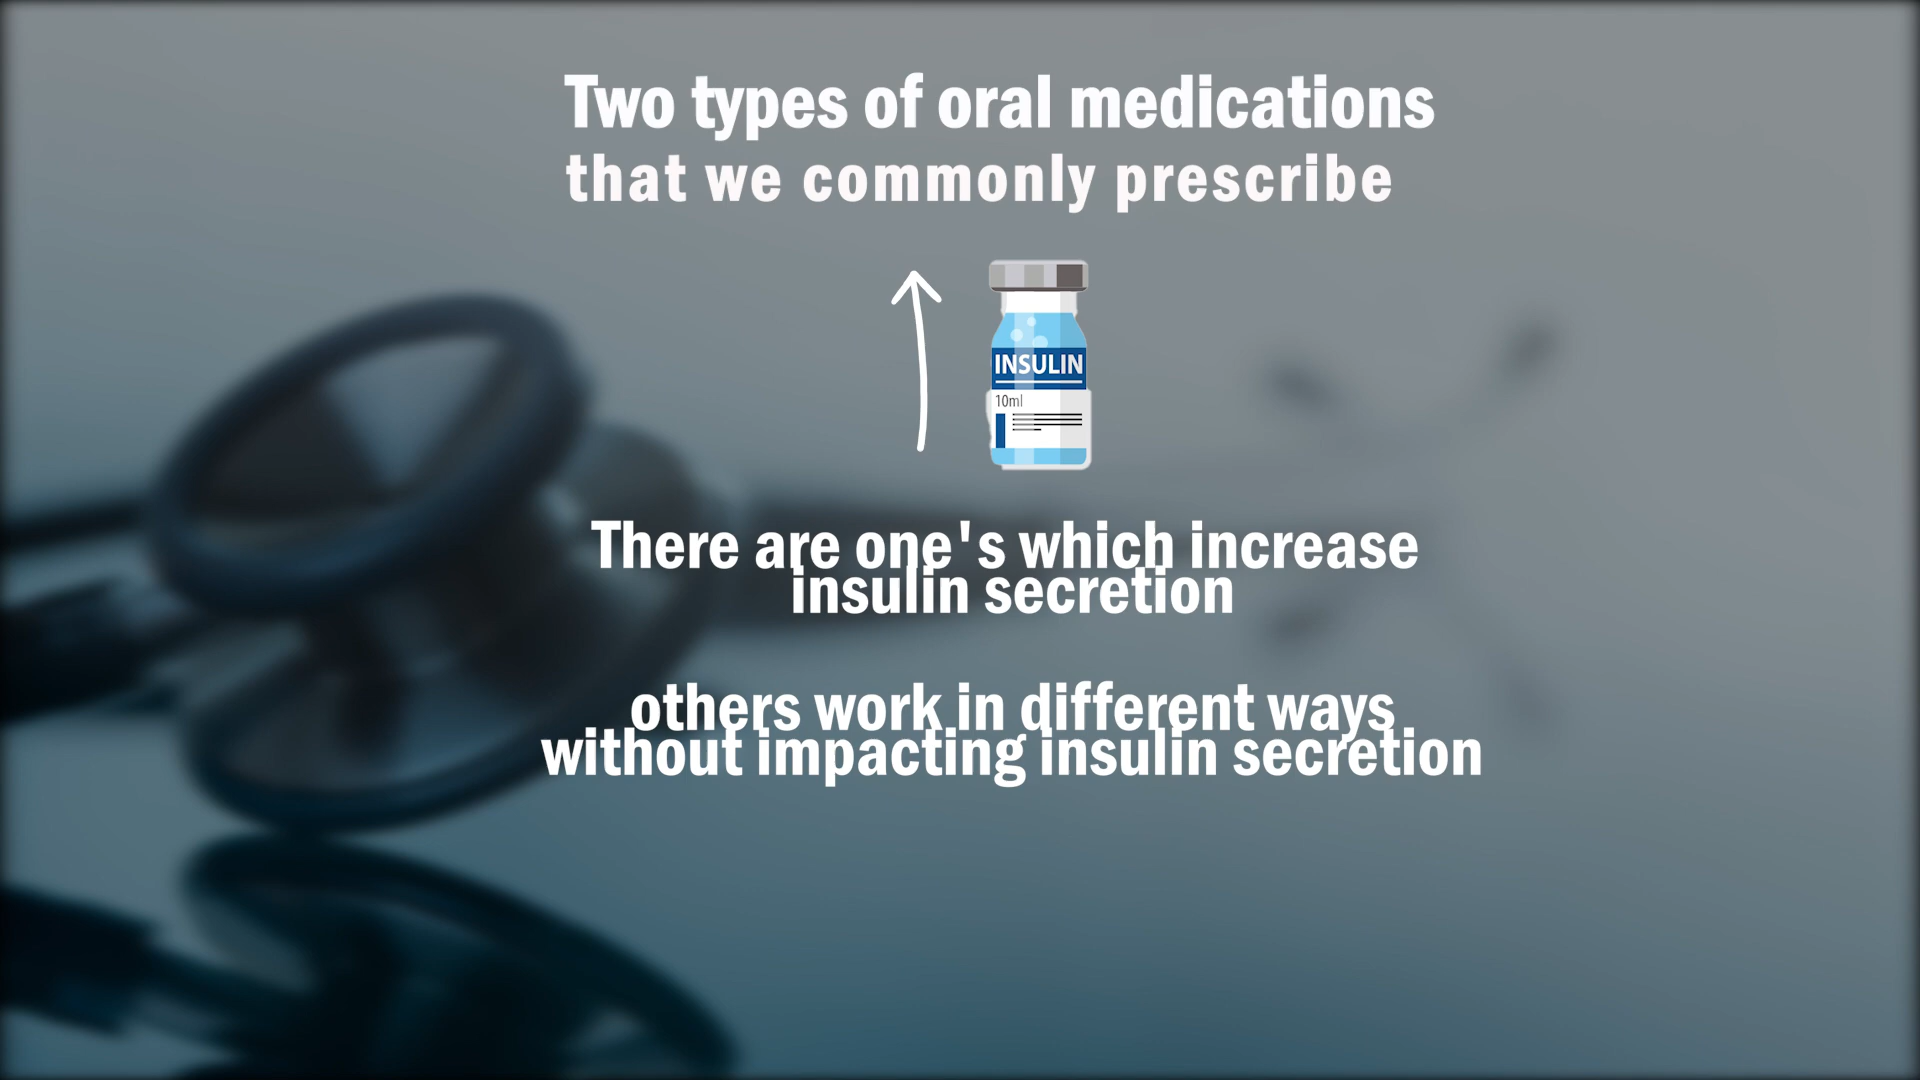 Two types of oral medications
that we commonly prescribe
INSULIN
10ml
There are one's which increase
insulin secretion
others work in different ways
without impacting insulin secretion